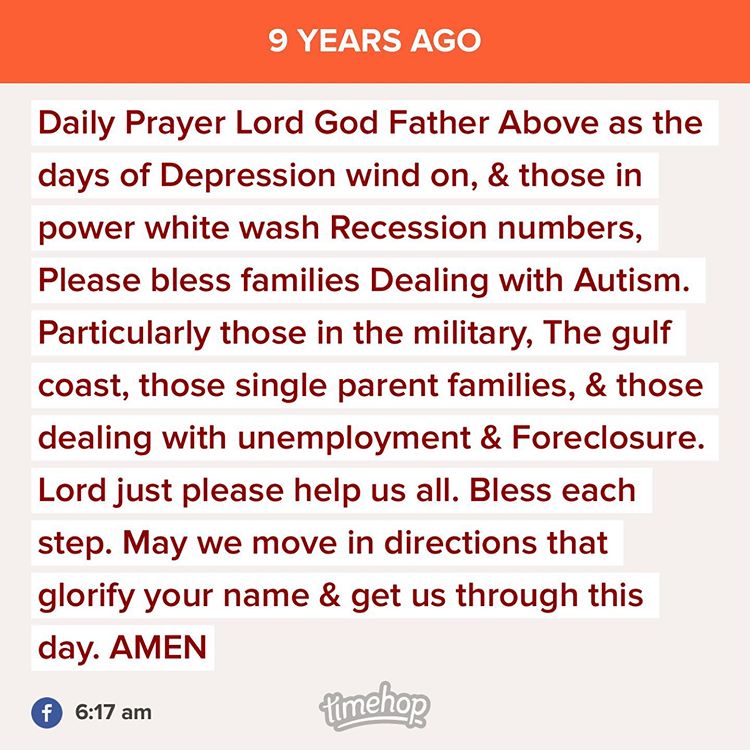 9 YEARS AGO
Daily Prayer Lord God Father Above as the
days of Depression wind on, & those in
power white wash Recession numbers,
Please bless families Dealing with Autism.
Particularly those in the military, The gulf
coast, those single parent families, & those
dealing with unemployment & Foreclosure.
Lord just please help us all. Bless each
step. May we move in directions that
glorify your name & get us through this
day. AMEN
f 6:17 am
timehop